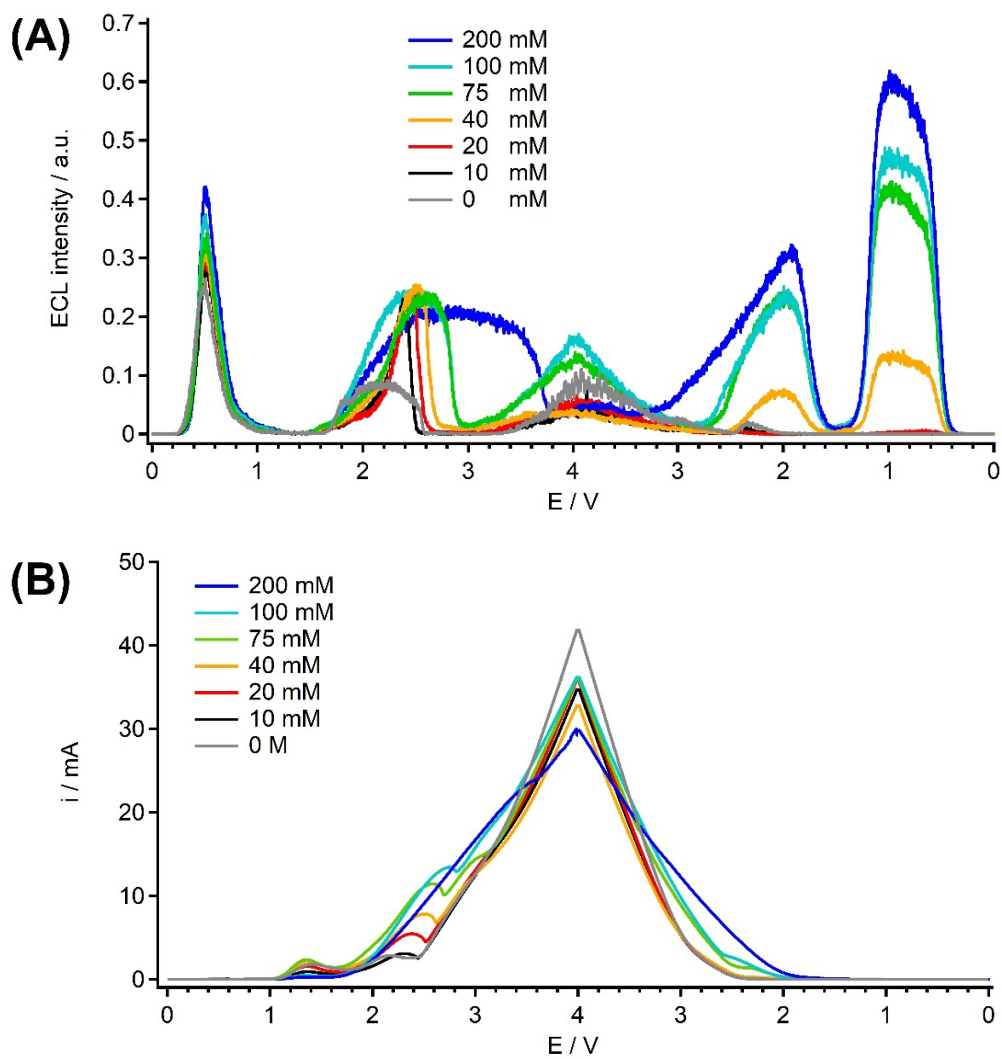 (A)
0.7
0.6
0.5
0.4
0.3
0.2
0.1
0
ECL intensity / a.u.
200 mM
100 mM
75 mM
40 mM
20 mM
10 mM
0 mM
0 1 2 3 4 3 2 1 0
E / V
(B)
50
40
30
20
10
0
i / mA
200 mM
100 mM
75 mM
40 mM
20 mM
10 mM
0 M
0 1 2 3 4 3 2 1 0
E / V